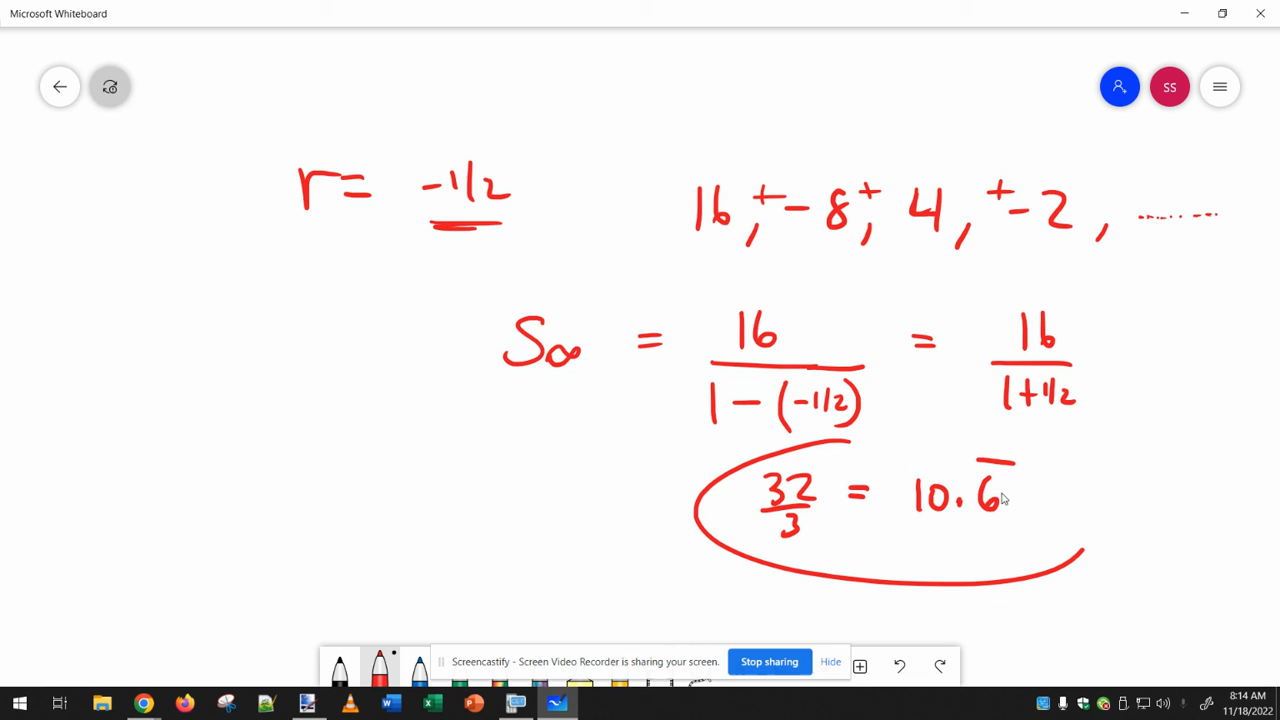 Microsoft Whiteboard
SS
r = -1/2
16, + -8, + 4, + -2, ........
S∞ = 16 / 1 - (-1/2) = 16 / 1 + 1/2
32/3 = 10.6̅
Screencastify - Screen Video Recorder is sharing your screen. Stop sharing Hide
8:14 AM
11/18/2022